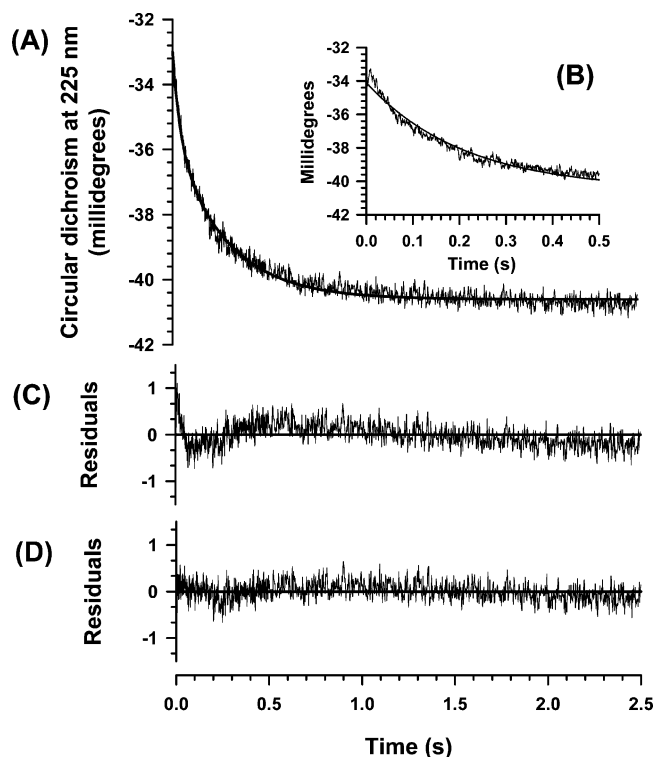 (A)
Circular dichroism at 225 nm
(millidegrees)
-32
-34
-36
-38
-40
-42
(B)
Millidegrees
-32
-34
-36
-38
-40
-42
0.0 0.1 0.2 0.3 0.4 0.5
Time (s)
(C)
Residuals
1
0
-1
(D)
Residuals
1
0
-1
0.0 0.5 1.0 1.5 2.0 2.5
Time (s)